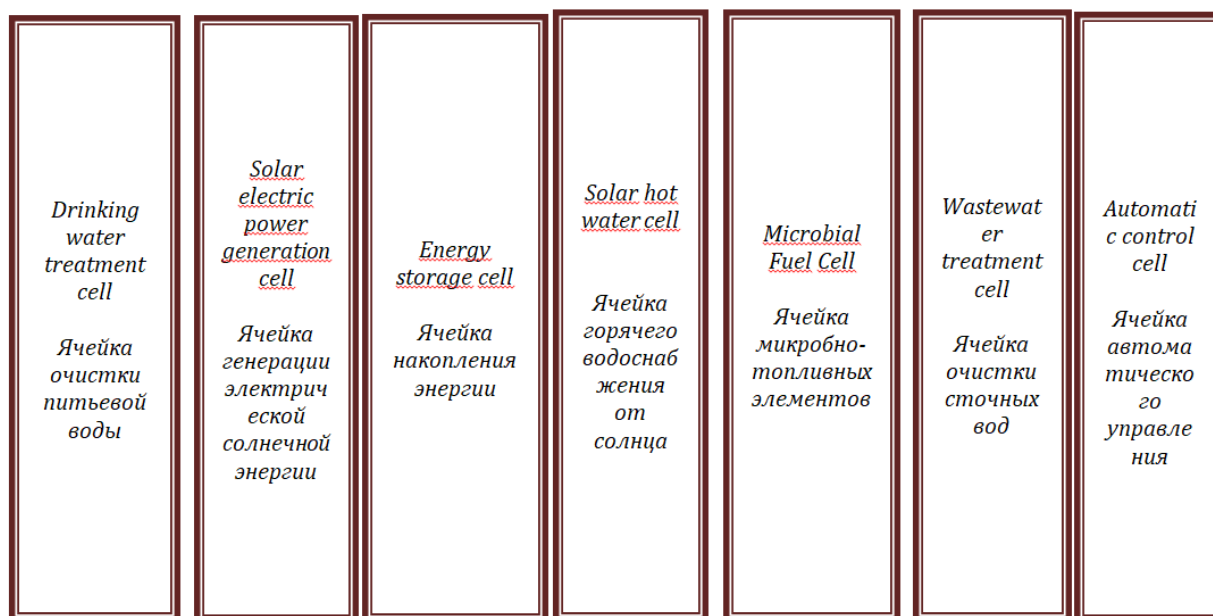 Drinking
water
treatment
cell
Ячейка
очистки
питьевой
воды
Solar
electric
power
generation
cell
Ячейка
генерации
электрич
еской
солнечной
энергии
Energy
storage cell
Ячейка
накопления
энергии
Solar hot
water cell
Ячейка
горячего
водоснаб
жения
от
солнца
Microbial
Fuel Cell
Ячейка
микробно-
топливных
элементов
Wastewat
er
treatment
cell
Ячейка
очистки
сточных
вод
Automati
c control
cell
Ячейка
автома
тическо
го
управле
ния